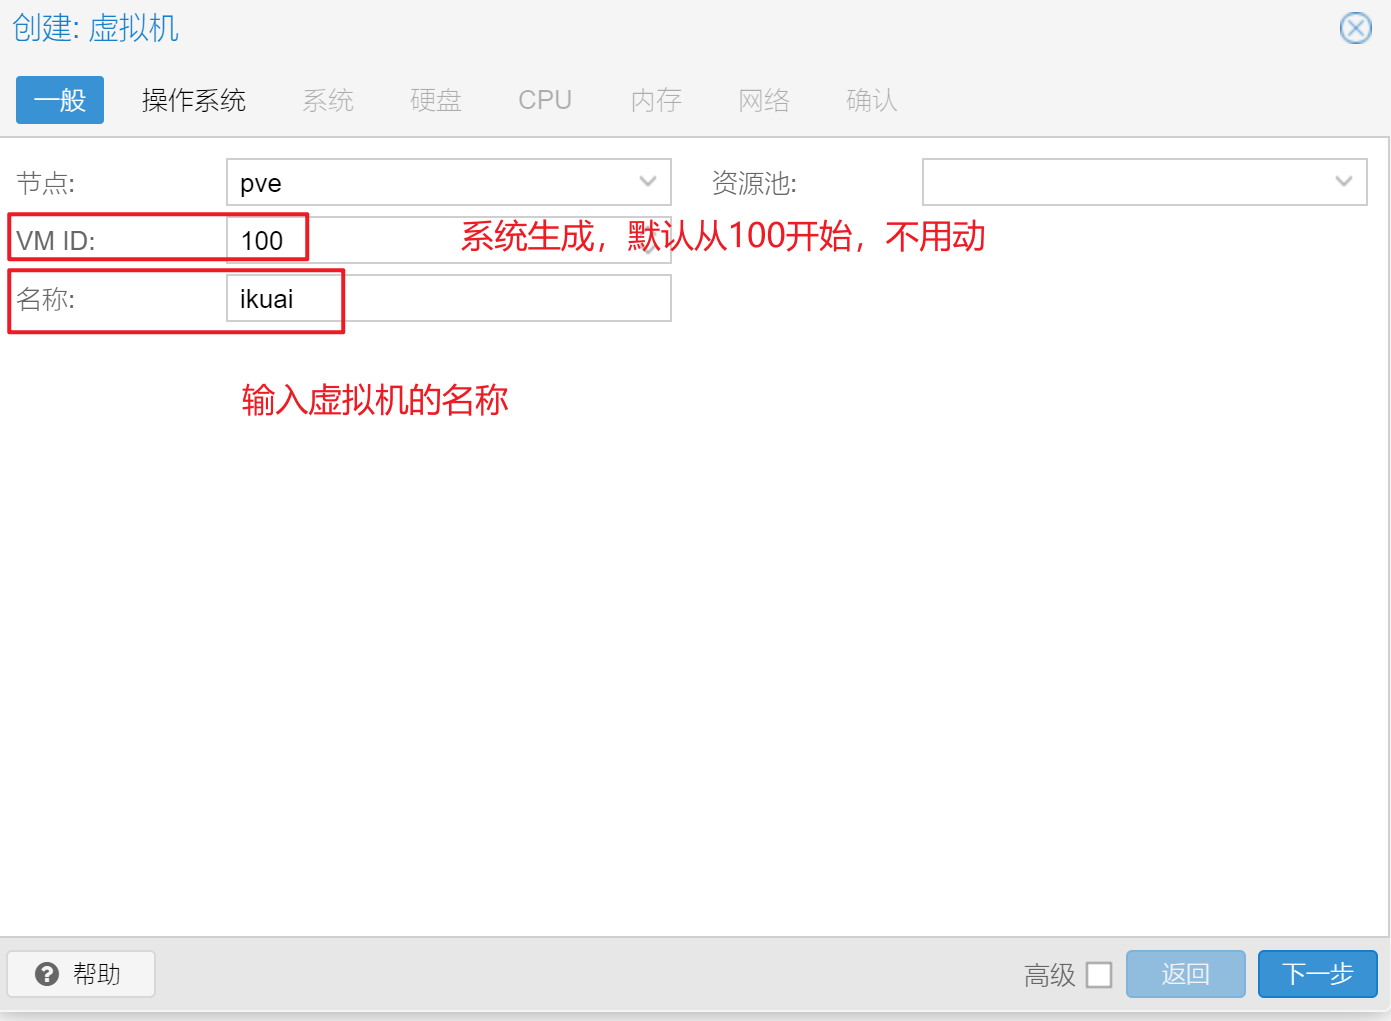 创建: 虚拟机
一般 操作系统 系统 硬盘 CPU 内存 网络 确认
节点: pve 资源池:
VM ID: 100 系统生成，默认从100开始，不用动
名称: ikuai
输入虚拟机的名称
? 帮助 高级 返回 下一步